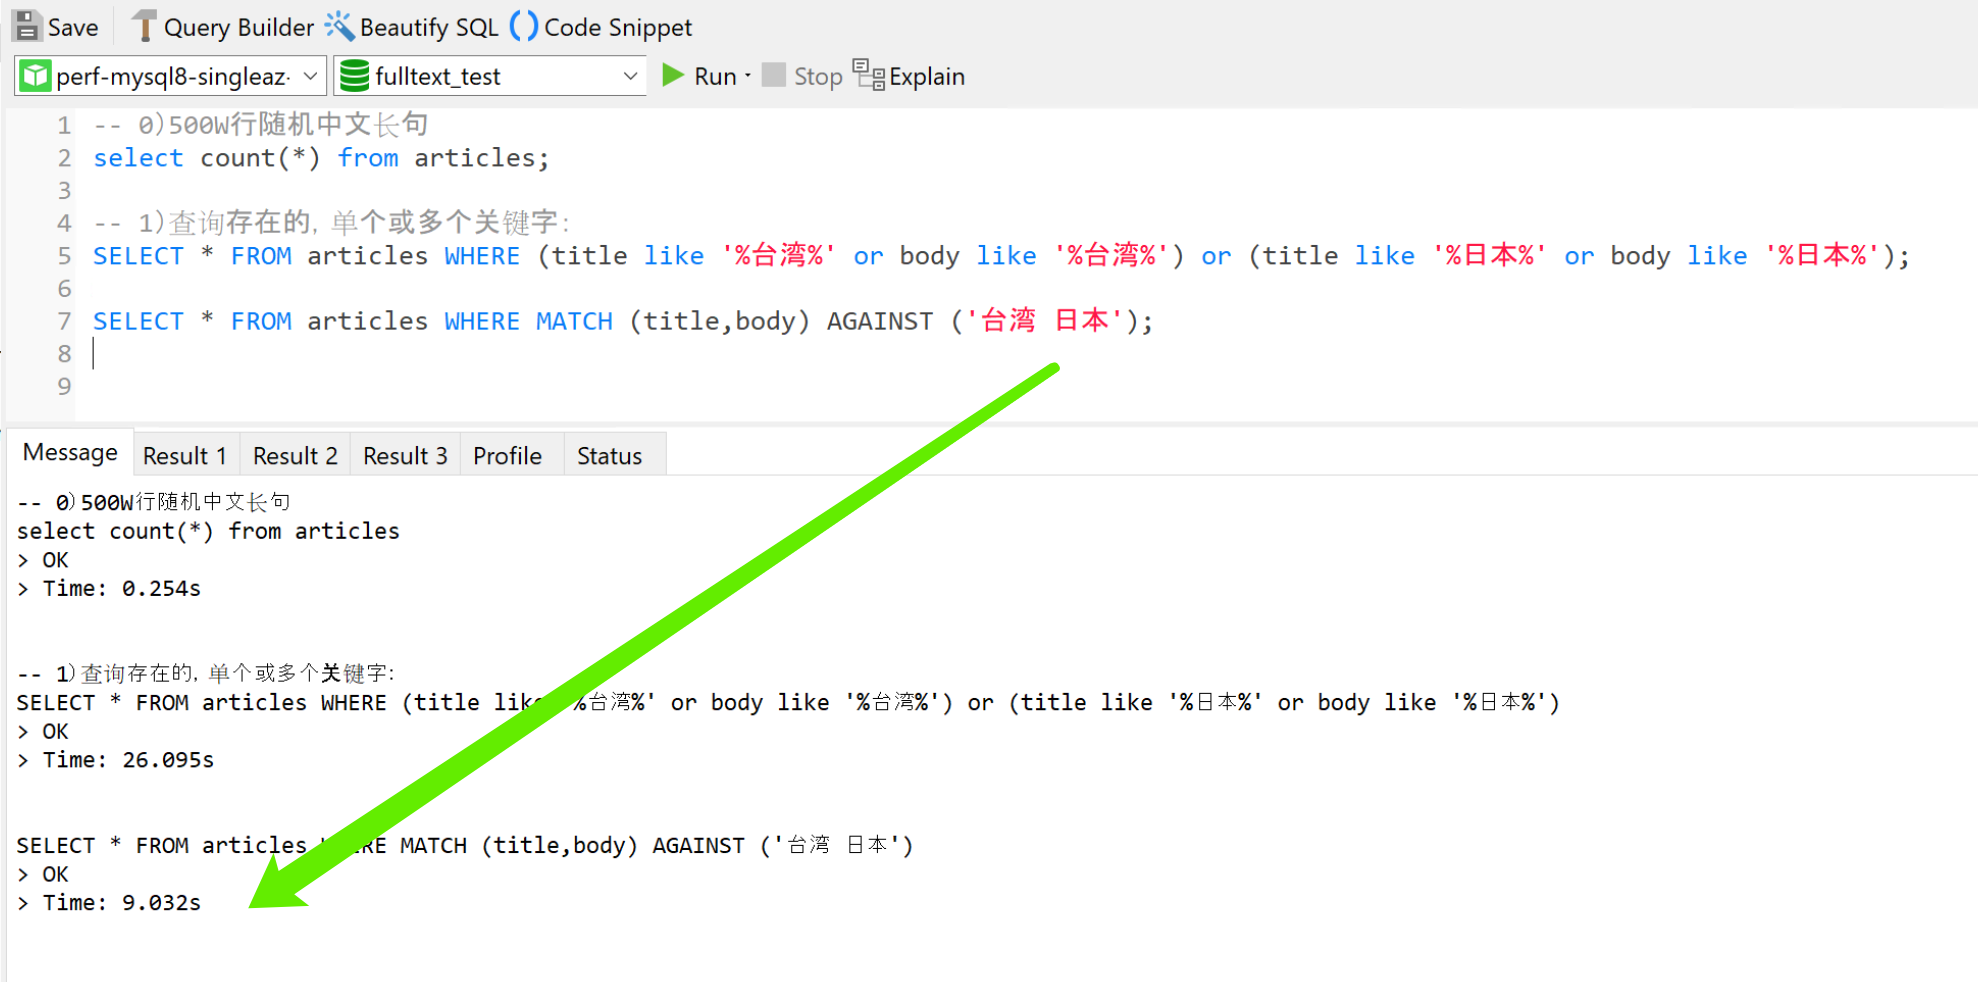 Save Query Builder Beautify SQL Code Snippet
perf-mysql8-singleaz- fulltext_test Run Stop Explain
1 -- 0)500W行随机中文长句
2 select count(*) from articles;
3
4 -- 1)查询存在的, 单个或多个关键字:
5 SELECT * FROM articles WHERE (title like '%台湾%' or body like '%台湾%') or (title like '%日本%' or body like '%日本%');
6
7 SELECT * FROM articles WHERE MATCH (title,body) AGAINST ('台湾 日本');
8
9
Message Result 1 Result 2 Result 3 Profile Status
-- 0)500W行随机中文长句
select count(*) from articles
> OK
> Time: 0.254s
-- 1)查询存在的, 单个或多个关键字:
SELECT * FROM articles WHERE (title like '%台湾%' or body like '%台湾%') or (title like '%日本%' or body like '%日本%')
> OK
> Time: 26.095s
SELECT * FROM articles WHERE MATCH (title,body) AGAINST ('台湾 日本')
> OK
> Time: 9.032s